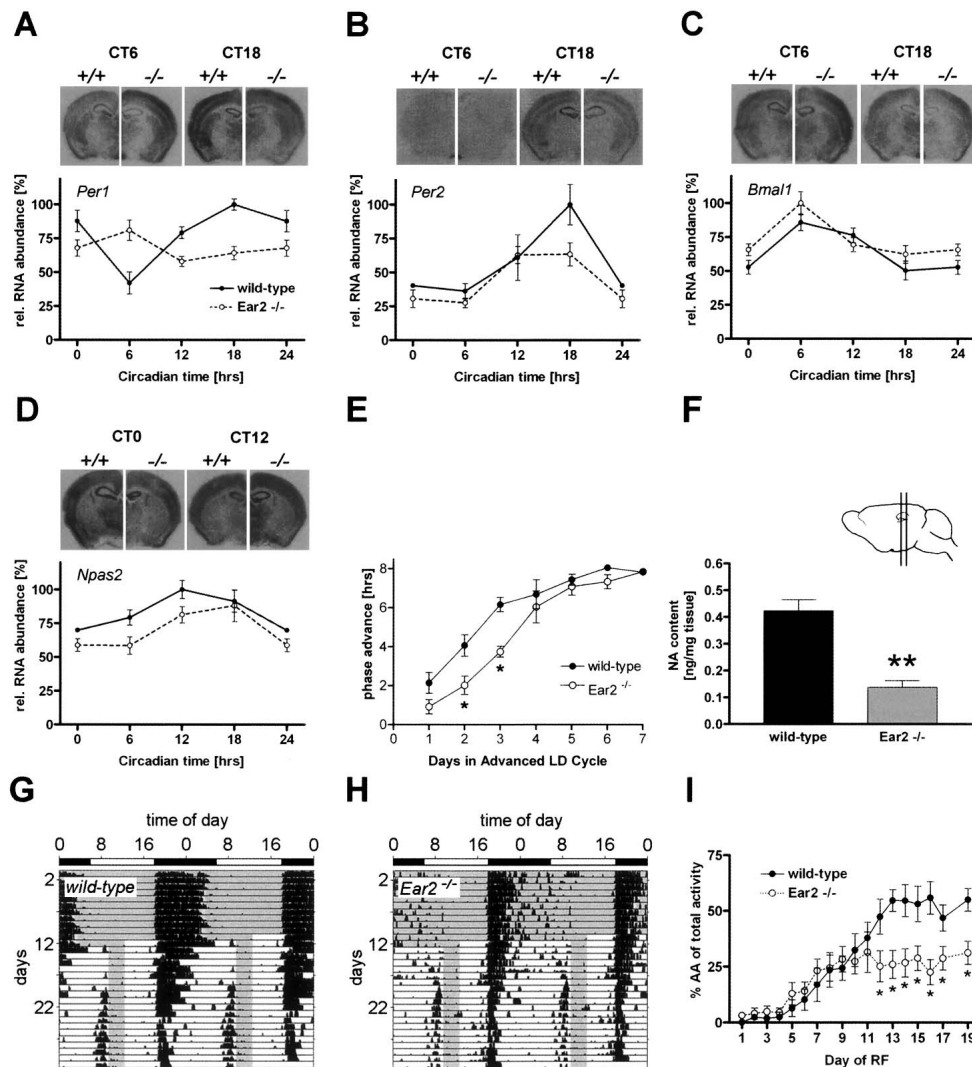 A
CT6 CT18
+/+ -/- +/+ -/-
rel. RNA abundance [%]
Per1
100
75
50
25
0
wild-type
Ear2 -/-
0 6 12 18 24
Circadian time [hrs]
B
CT6 CT18
+/+ -/- +/+ -/-
rel. RNA abundance [%]
Per2
100
75
50
25
0
0 6 12 18 24
Circadian time [hrs]
C
CT6 CT18
+/+ -/- +/+ -/-
rel. RNA abundance [%]
Bmal1
100
75
50
25
0
0 6 12 18 24
Circadian time [hrs]
D
CT0 CT12
+/+ -/- +/+ -/-
rel. RNA abundance [%]
Npas2
100
75
50
25
0
0 6 12 18 24
Circadian time [hrs]
E
phase advance [hrs]
8
6
4
2
0
wild-type
Ear2 -/-
*
*
0 1 2 3 4 5 6 7
Days in Advanced LD Cycle
F
NA content
[ng/mg tissue]
0.6
0.5
0.4
0.3
0.2
0.1
0.0
**
wild-type Ear2 -/-
G
time of day
0 8 16 0 8 16 0
days
2
12
22
wild-type
H
time of day
0 8 16 0 8 16 0
days
2
12
22
Ear2 -/-
I
% AA of total activity
75
50
25
0
wild-type
Ear2 -/-
* * * * * * *
1 3 5 7 9 11 13 15 17 19
Day of RF